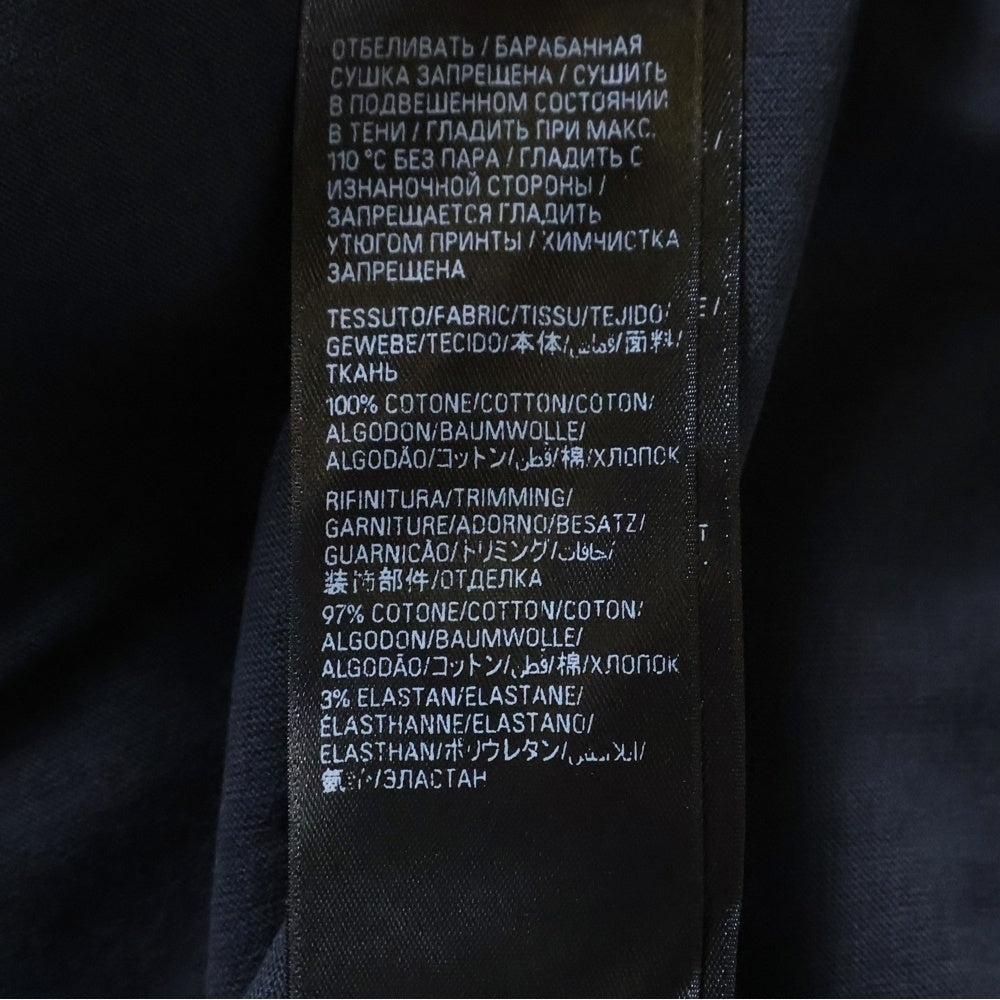 ОТБЕЛИВАТЬ / БАРАБАННАЯ
СУШКА ЗАПРЕЩЕНА / СУШИТЬ
В ПОДВЕШЕННОМ СОСТОЯНИИ
В ТЕНИ / ГЛАДИТЬ ПРИ МАКС.
110 °C БЕЗ ПАРА / ГЛАДИТЬ С
ИЗНАНОЧНОЙ СТОРОНЫ /
ЗАПРЕЩАЕТСЯ ГЛАДИТЬ
УТЮГОМ ПРИНТЫ / ХИМЧИСТКА
ЗАПРЕЩЕНА
TESSUTO/FABRIC/TISSU/TEJIDO/
GEWEBE/TECIDO/本体/قماش/面料/
ТКАНЬ
100% COTONE/COTTON/COTON/
ALGODON/BAUMWOLLE/
ALGODÃO/コットン/قطن/棉/ХЛОПОК
RIFINITURA/TRIMMING/
GARNITURE/ADORNO/BESATZ/
GUARNICÃO/トリミング/حافات/
装饰部件/ОТДЕЛКА
97% COTONE/COTTON/COTON/
ALGODON/BAUMWOLLE/
ALGODÃO/コットン/قطن/棉/ХЛОПОК
3% ELASTAN/ELASTANE/
ÉLASTHANNE/ELASTANO/
ELASTHAN/ポリウレタン/
/ЭЛАСТАН